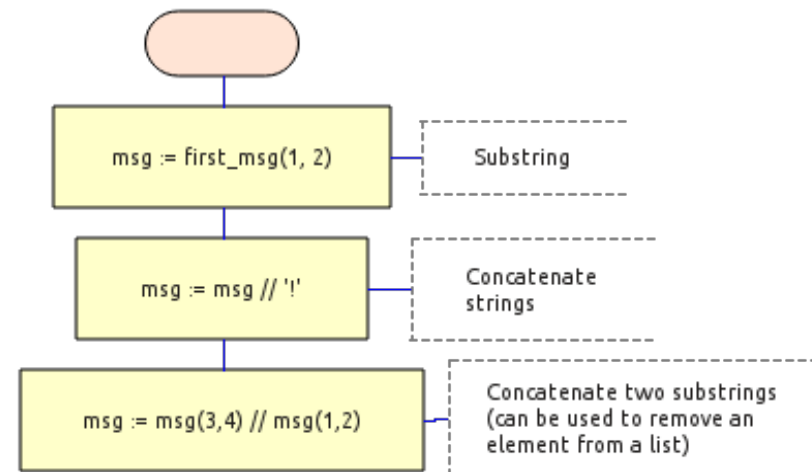 msg := first_msg(1, 2)
Substring
msg := msg // '!'
Concatenate
strings
msg := msg(3,4) // msg(1,2)
Concatenate two substrings
(can be used to remove an
element from a list)